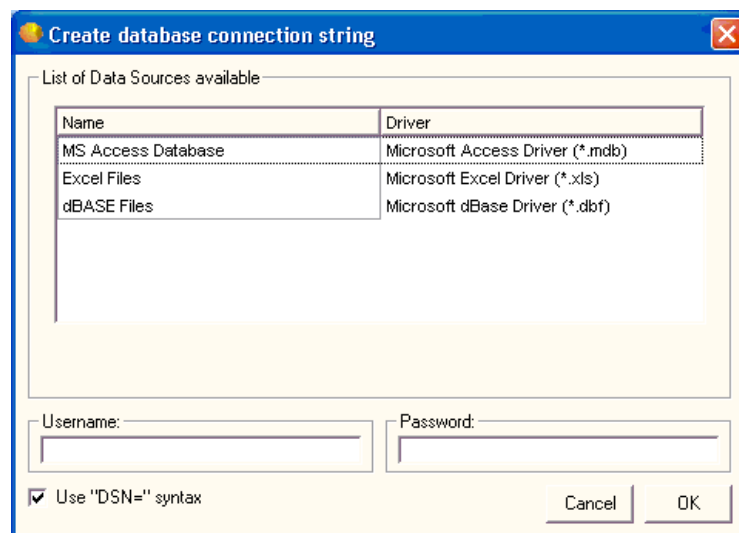 Create database connection string
List of Data Sources available
Name Driver
MS Access Database Microsoft Access Driver (*.mdb)
Excel Files Microsoft Excel Driver (*.xls)
dBASE Files Microsoft dBase Driver (*.dbf)
Username: Password:
Use "DSN=" syntax Cancel OK